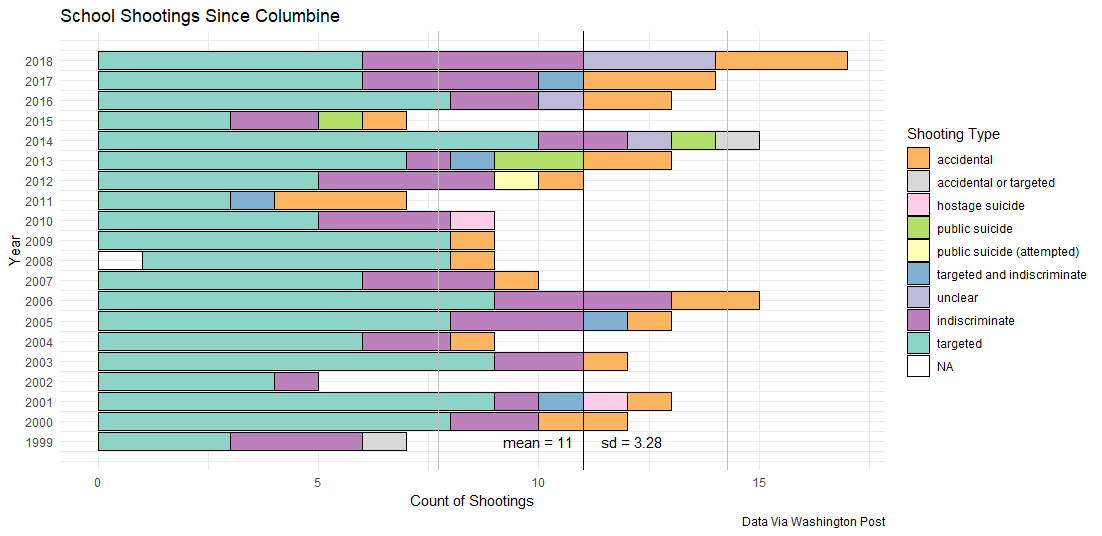 School Shootings Since Columbine
2018
2017
2016
2015
2014
2013
2012
2011
2010
2009
2008
2007
2006
2005
2004
2003
2002
2001
2000
1999
Year
mean = 11
sd = 3.28
0
5
10
15
Count of Shootings
Data Via Washington Post
Shooting Type
accidental
accidental or targeted
hostage suicide
public suicide
public suicide (attempted)
targeted and indiscriminate
unclear
indiscriminate
targeted
NA